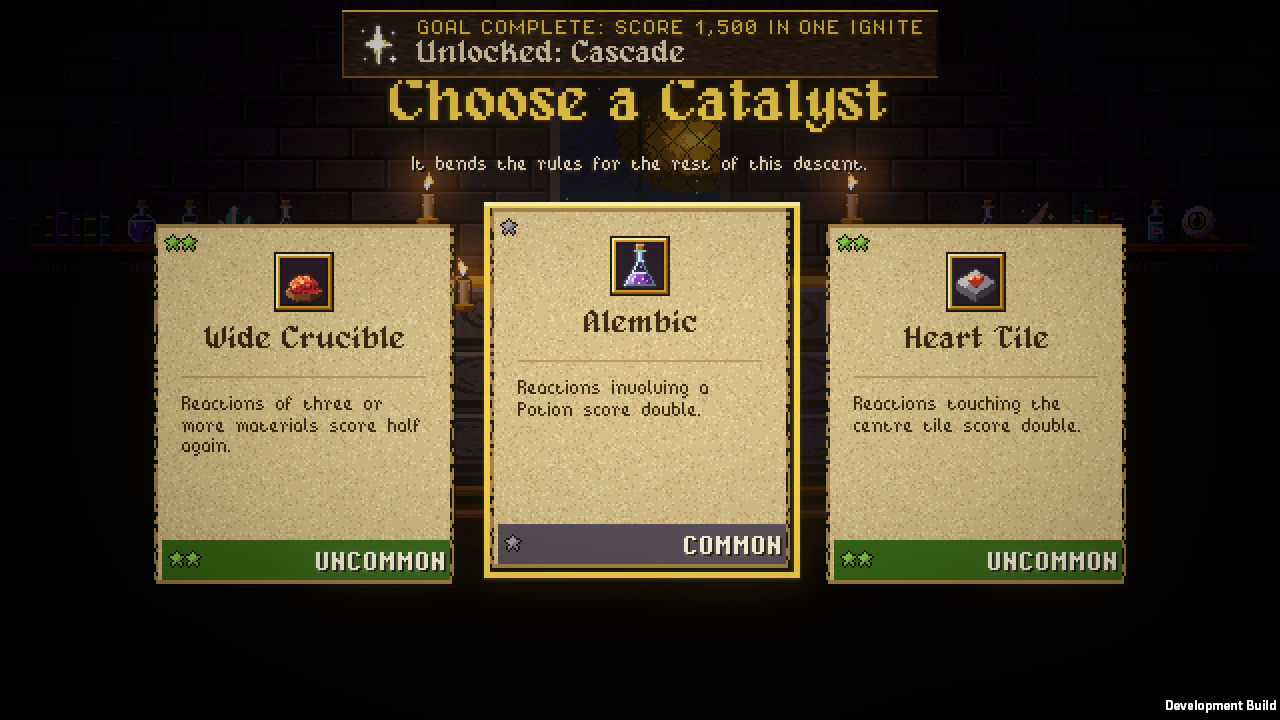 GOAL COMPLETE: SCORE 1,500 IN ONE IGNITE
Unlocked: Cascade
Choose a Catalyst
It bends the rules for the rest of this descent.
Wide Crucible
Reactions of three or
more materials score half
again.
UNCOMMON
Alembic
Reactions involving a
Potion score double.
COMMON
Heart Tile
Reactions touching the
centre tile score double.
UNCOMMON
Development Build